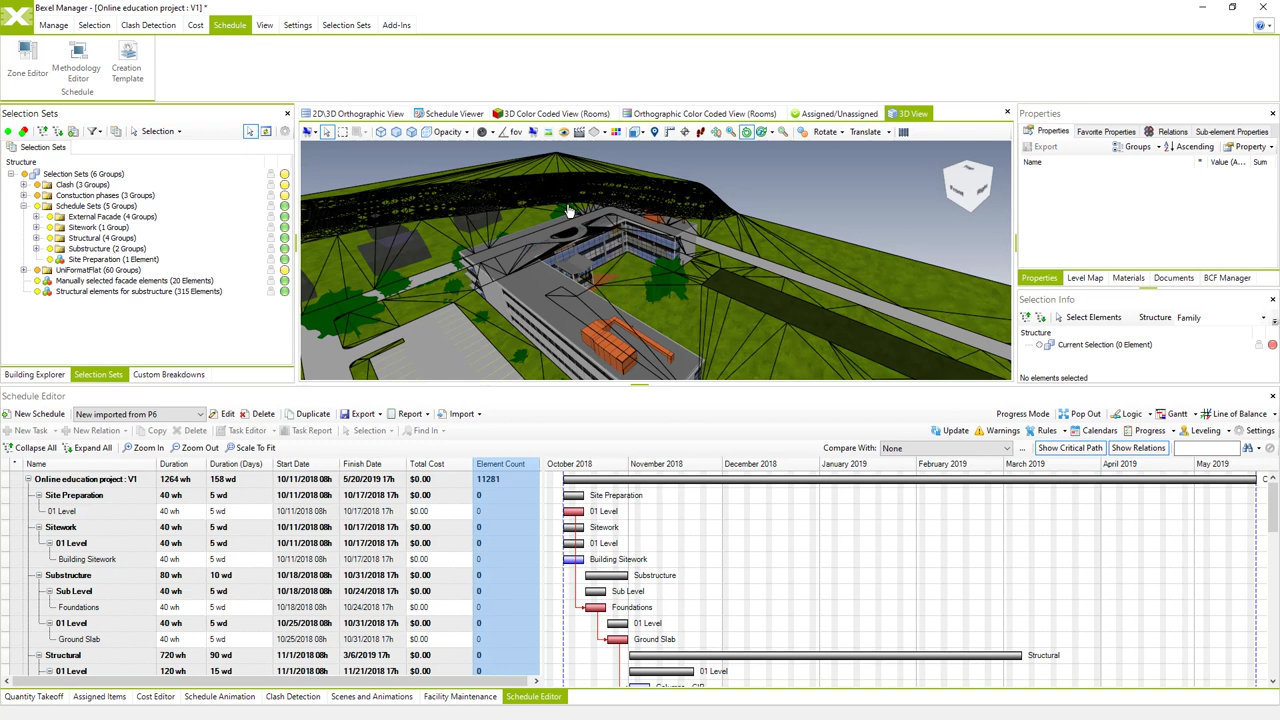 Bexel Manager - [Online education project : V1] *
Manage Selection Clash Detection Cost Schedule View Settings Selection Sets Add-Ins
Zone Editor Methodology Editor Creation Template
Schedule
Selection Sets
Selection
Selection Sets
Structure
Selection Sets (6 Groups)
Clash (3 Groups)
Constuction phases (3 Groups)
Schedule Sets (5 Groups)
External Facade (4 Groups)
Sitework (1 Group)
Structural (4 Groups)
Substructure (2 Groups)
Site Preparation (1 Element)
UniFormatFlat (60 Groups)
Manually selected facade elements (20 Elements)
Structural elements for substructure (315 Elements)
Building Explorer Selection Sets Custom Breakdowns
2D\3D Orthographic View Schedule Viewer 3D Color Coded View (Rooms) Orthographic Color Coded View (Rooms) Assigned/Unassigned 3D View
Opacity fov Rotate Translate
Properties
Properties Favorite Properties Relations Sub-element Properties
Export Groups Ascending Property
Name * Value (A... Sum
Properties Level Map Materials Documents BCF Manager
Selection Info
Select Elements Structure Family
Structure
Current Selection (0 Element)
No elements selected
Schedule Editor
New Schedule New imported from P6 Edit Delete Duplicate Export Report Import Progress Mode Pop Out Logic Gantt Line of Balance
New Task New Relation Copy Delete Task Editor Task Report Selection Find In Update Warnings Rules Calendars Progress Leveling Settings
Collapse All Expand All Zoom In Zoom Out Scale To Fit Compare With: None ... Show Critical Path Show Relations
Name Duration Duration (Days) Start Date Finish Date Total Cost Element Count October 2018 November 2018 December 2018 January 2019 February 2019 March 2019 April 2019 May 2019
Online education project : V1 1264 wh 158 wd 10/11/2018 08h 5/20/2019 17h $0.00 11281
Site Preparation 40 wh 5 wd 10/11/2018 08h 10/17/2018 17h $0.00 0 Site Preparation
01 Level 40 wh 5 wd 10/11/2018 08h 10/17/2018 17h $0.00 0 01 Level
Sitework 40 wh 5 wd 10/11/2018 08h 10/17/2018 17h $0.00 0 Sitework
01 Level 40 wh 5 wd 10/11/2018 08h 10/17/2018 17h $0.00 0 01 Level
Building Sitework 40 wh 5 wd 10/11/2018 08h 10/17/2018 17h $0.00 0 Building Sitework
Substructure 80 wh 10 wd 10/18/2018 08h 10/31/2018 17h $0.00 0 Substructure
Sub Level 40 wh 5 wd 10/18/2018 08h 10/24/2018 17h $0.00 0 Sub Level
Foundations 40 wh 5 wd 10/18/2018 08h 10/24/2018 17h $0.00 0 Foundations
01 Level 40 wh 5 wd 10/25/2018 08h 10/31/2018 17h $0.00 0 01 Level
Ground Slab 40 wh 5 wd 10/25/2018 08h 10/31/2018 17h $0.00 0 Ground Slab
Structural 720 wh 90 wd 11/1/2018 08h 3/6/2019 17h $0.00 0 Structural
01 Level 120 wh 15 wd 11/1/2018 08h 11/21/2018 17h $0.00 0 01 Level
Quantity Takeoff Assigned Items Cost Editor Schedule Animation Clash Detection Scenes and Animations Facility Maintenance Schedule Editor